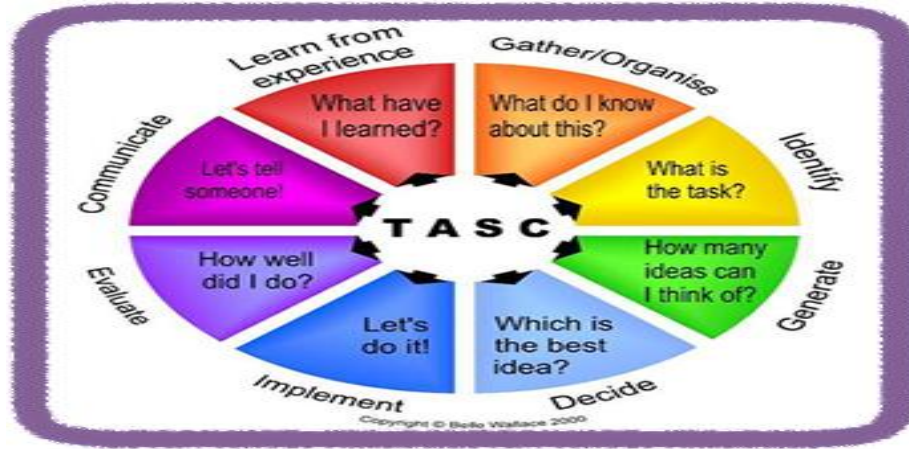 Learn from
experience
What have
I learned?
Gather/Organise
What do I know
about this?
Identify
What is
the task?
Generate
How many
ideas can
I think of?
Decide
Which is
the best
idea?
Implement
Let's
do it!
Evaluate
How well
did I do?
Communicate
Let's tell
someone!
TASC
Copyright © Belle Wallace 2000